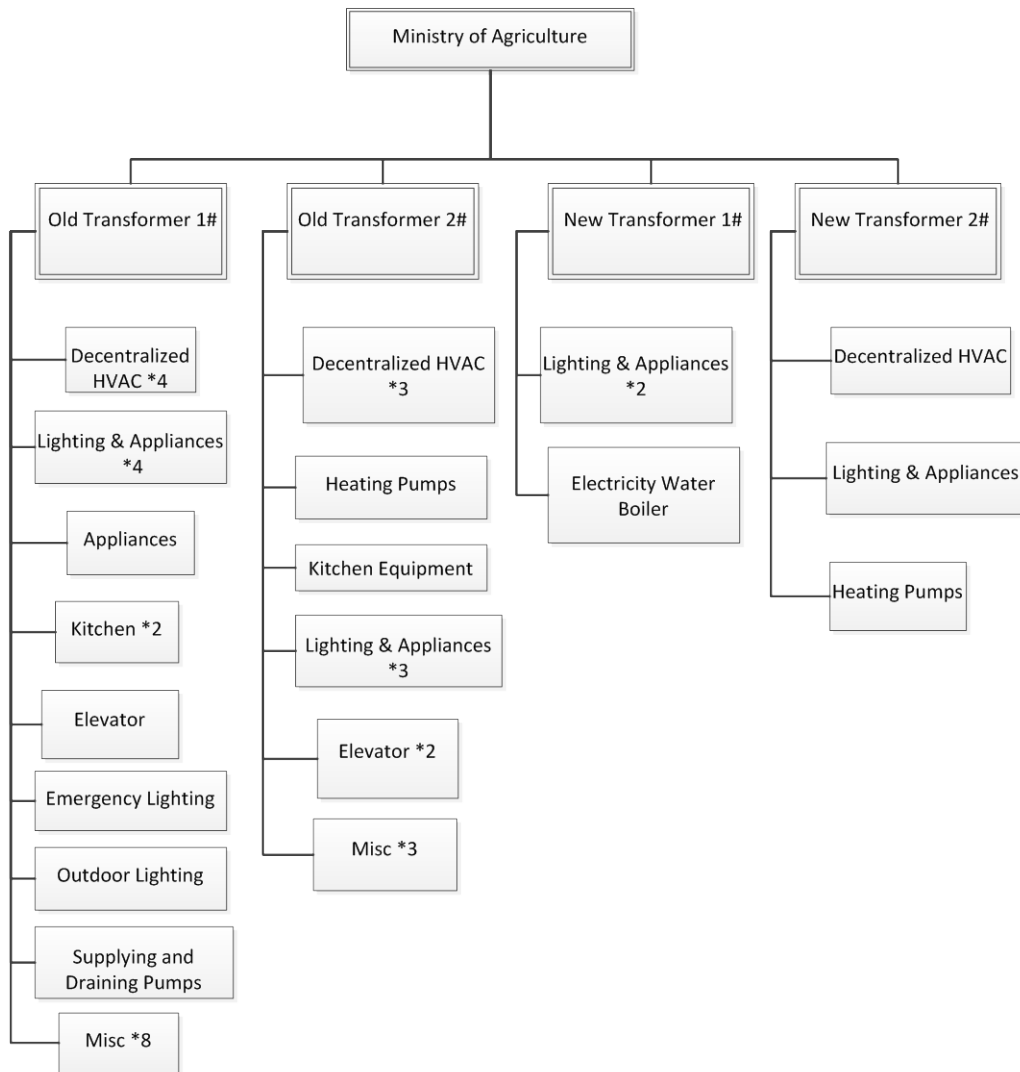 Ministry of Agriculture
Old Transformer 1#
Old Transformer 2#
New Transformer 1#
New Transformer 2#
Decentralized
HVAC *4
Lighting & Appliances
*4
Appliances
Kitchen *2
Elevator
Emergency Lighting
Outdoor Lighting
Supplying and
Draining Pumps
Misc *8
Decentralized HVAC
*3
Heating Pumps
Kitchen Equipment
Lighting & Appliances
*3
Elevator *2
Misc *3
Lighting & Appliances
*2
Electricity Water
Boiler
Decentralized HVAC
Lighting & Appliances
Heating Pumps